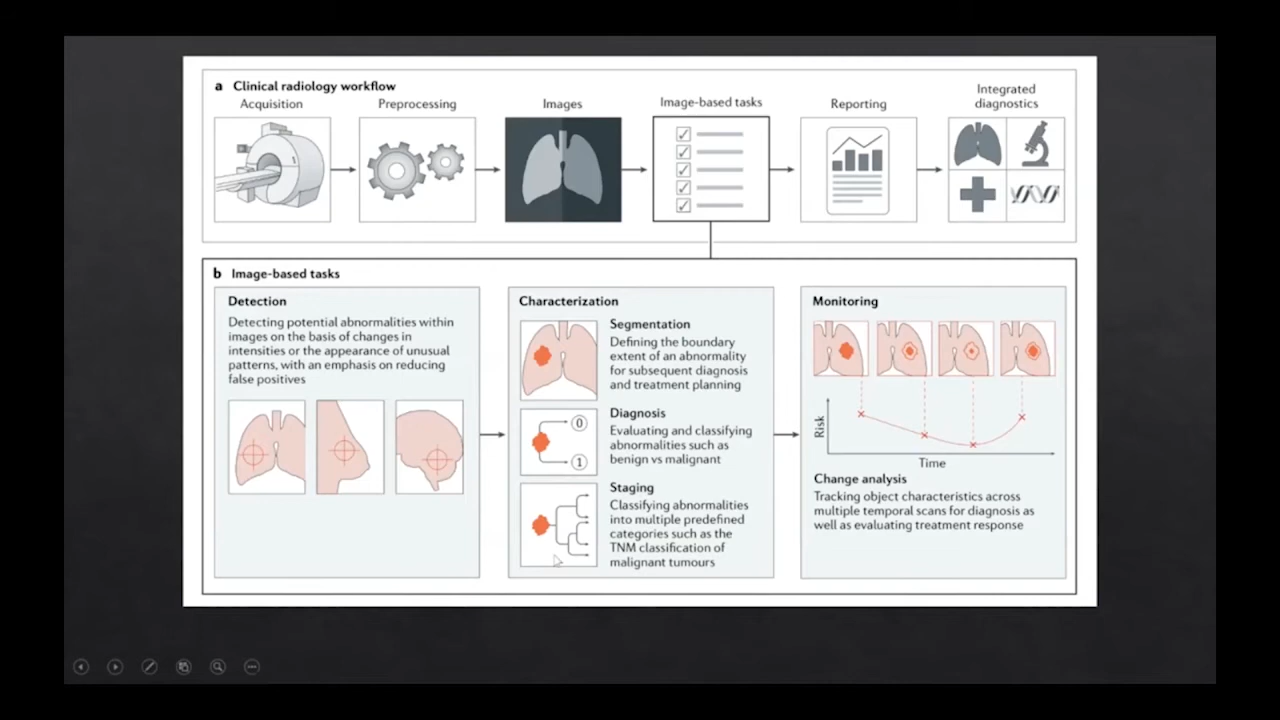 a Clinical radiology workflow
Acquisition
Preprocessing
Images
Image-based tasks
Reporting
Integrated
diagnostics
b Image-based tasks
Detection
Detecting potential abnormalities within
images on the basis of changes in
intensities or the appearance of unusual
patterns, with an emphasis on reducing
false positives
Characterization
Segmentation
Defining the boundary
extent of an abnormality
for subsequent diagnosis
and treatment planning
0
1
Diagnosis
Evaluating and classifying
abnormalities such as
benign vs malignant
Staging
Classifying abnormalities
into multiple predefined
categories such as the
TNM classification of
malignant tumours
Monitoring
Risk
Time
Change analysis
Tracking object characteristics across
multiple temporal scans for diagnosis as
well as evaluating treatment response